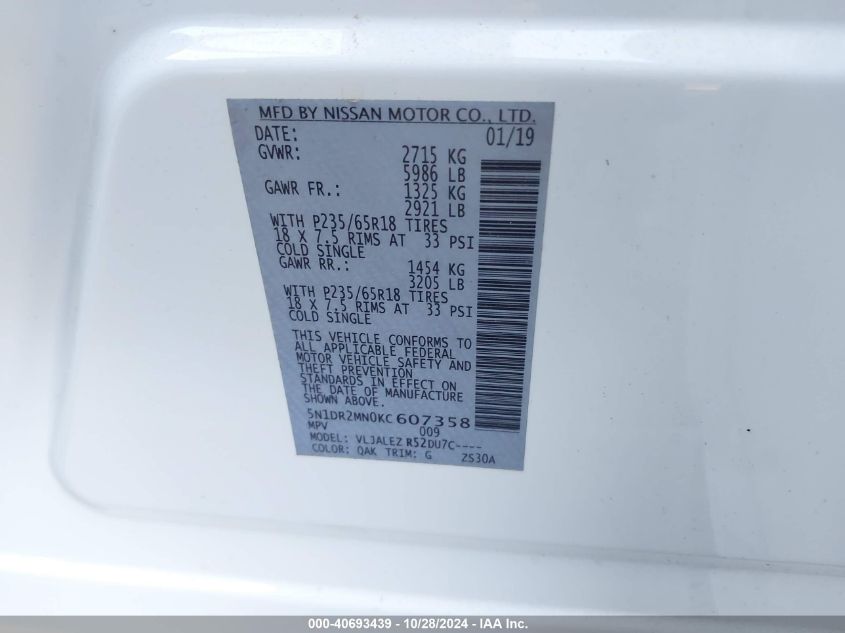 MFD BY NISSAN MOTOR CO., LTD.
DATE: 01/19
GVWR: 2715 KG
5986 LB
GAWR FR.: 1325 KG
2921 LB
WITH P235/65R18 TIRES
18 X 7.5 RIMS AT 33 PSI
COLD SINGLE
GAWR RR.: 1454 KG
3205 LB
WITH P235/65R18 TIRES
18 X 7.5 RIMS AT 33 PSI
COLD SINGLE
THIS VEHICLE CONFORMS TO
ALL APPLICABLE FEDERAL
MOTOR VEHICLE SAFETY AND
THEFT PREVENTION
STANDARDS IN EFFECT ON
THE DATE OF MANUFACTURE
SHOWN ABOVE.
5N1DR2MN0KC607358
MPV 009
MODEL: VLJALEZ R52DU7C----
COLOR: QAK TRIM: G ZS30A
000-40693439 - 10/28/2024 - IAA Inc.